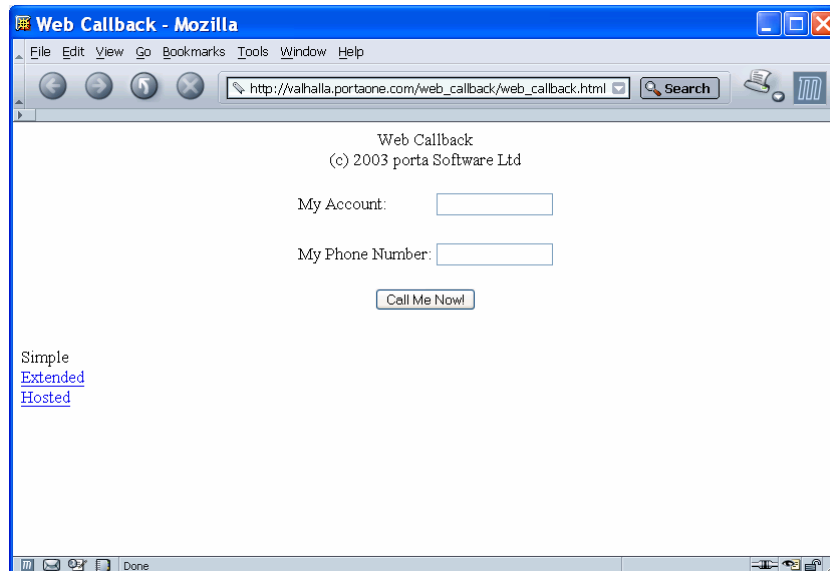 Web Callback - Mozilla
File Edit View Go Bookmarks Tools Window Help
http://valhalla.portaone.com/web_callback/web_callback.html Search
Web Callback
(c) 2003 porta Software Ltd
My Account:
My Phone Number:
Call Me Now!
Simple
Extended
Hosted
Done